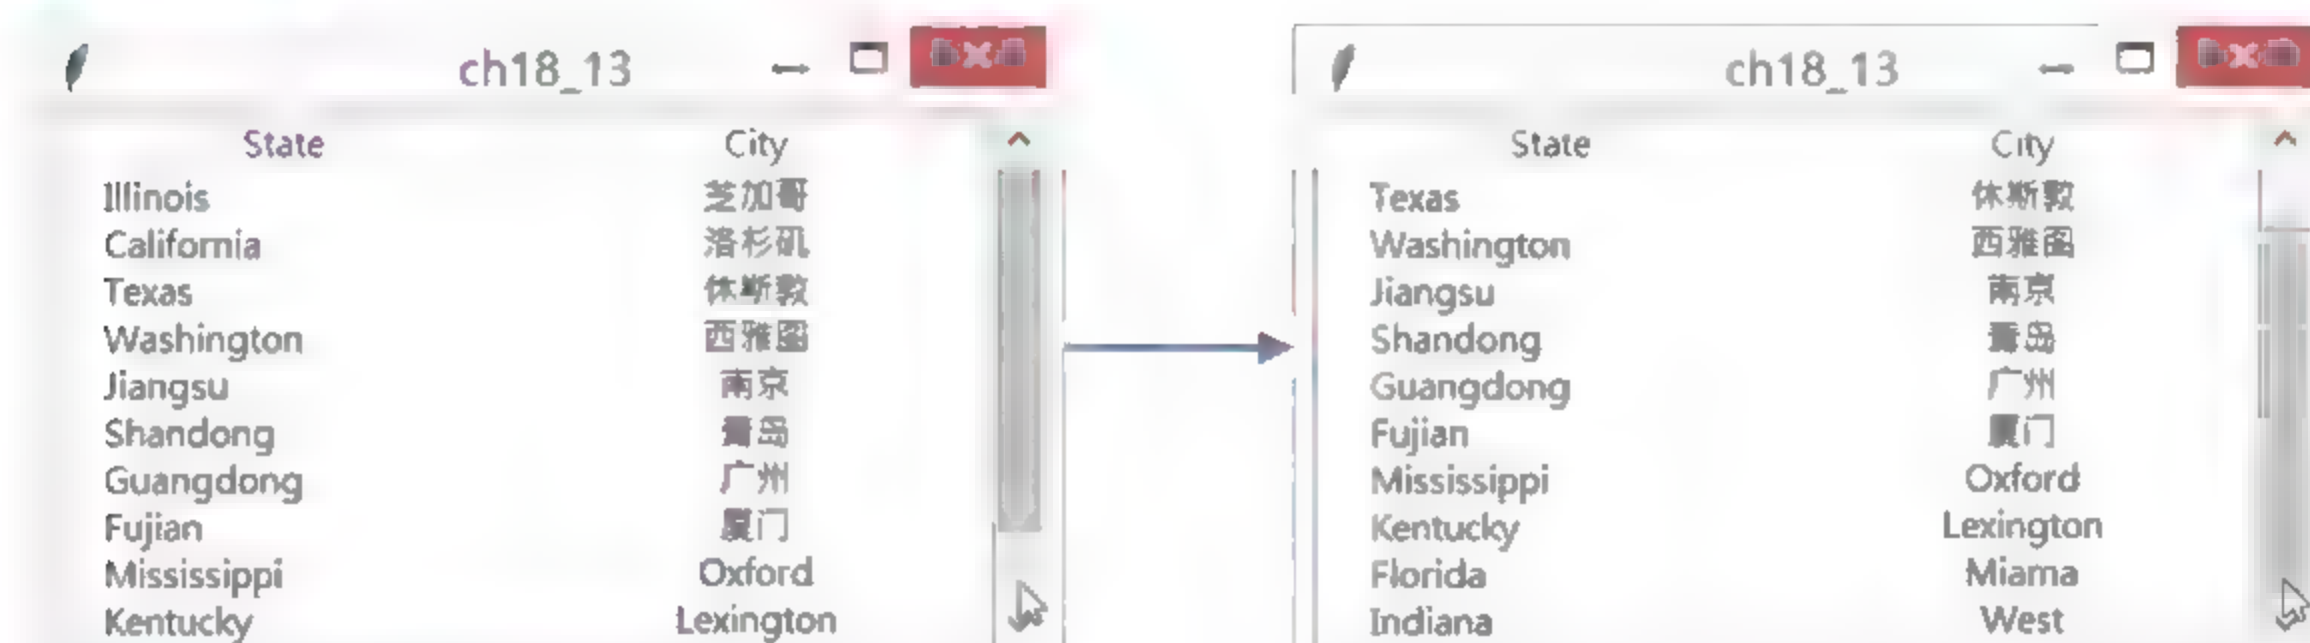 ch18_13
State City
Illinois 芝加哥
California 洛杉矶
Texas 休斯敦
Washington 西雅图
Jiangsu 南京
Shandong 青岛
Guangdong 广州
Fujian 厦门
Mississippi Oxford
Kentucky Lexington
ch18_13
State City
Texas 休斯敦
Washington 西雅图
Jiangsu 南京
Shandong 青岛
Guangdong 广州
Fujian 厦门
Mississippi Oxford
Kentucky Lexington
Florida Miama
Indiana West